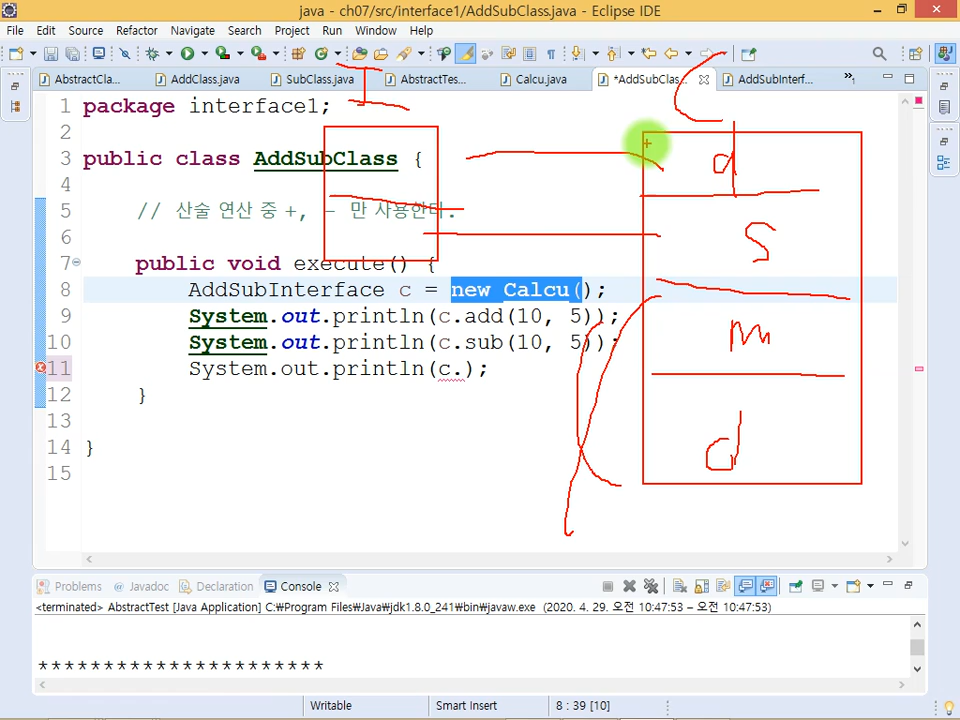 java - ch07/src/interface1/AddSubClass.java - Eclipse IDE
File Edit Source Refactor Navigate Search Project Run Window Help
AbstractCla... AddClass.java SubClass.java AbstractTes... Calcu.java *AddSubClas... AddSubInterf...
I
C
1 package interface1;
2
3 public class AddSubClass {
4
5 // 산술 연산 중 +, - 만 사용한다.
6
7 public void execute() {
8 AddSubInterface c = new Calcu();
9 System.out.println(c.add(10, 5));
10 System.out.println(c.sub(10, 5));
11 System.out.println(c.);
12 }
13
14 }
15
d
s
m
d
Problems @ Javadoc Declaration Console
<terminated> AbstractTest [Java Application] C:₩Program Files₩Java₩jdk1.8.0_241₩bin₩javaw.exe (2020. 4. 29. 오전 10:47:53 – 오전 10:47:53)
**********************
Writable Smart Insert 8 : 39 [10]